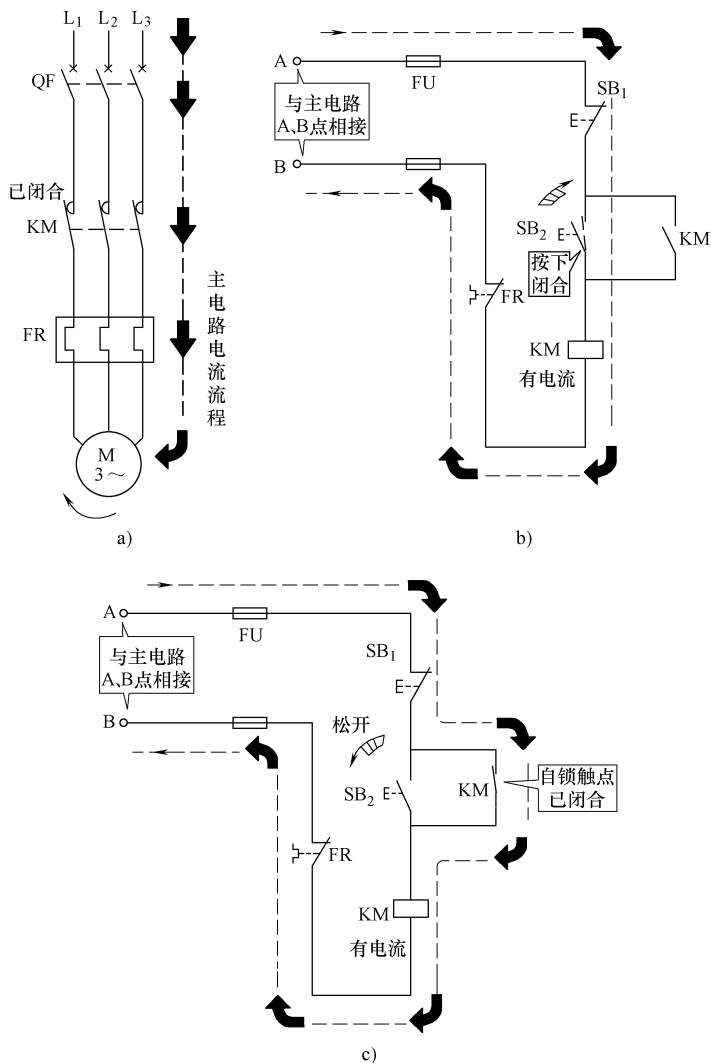 L₁ L₂ L₃
QF
已闭合
KM
FR
主电路电流流程
M
3～
a)
A
FU
与主电路
A、B点相接
B
SB₁
SB₂
按下
闭合
KM
FR
KM
有电流
b)
A
FU
与主电路
A、B点相接
B
SB₁
松开
SB₂
KM
自锁触点
已闭合
FR
KM
有电流
c)